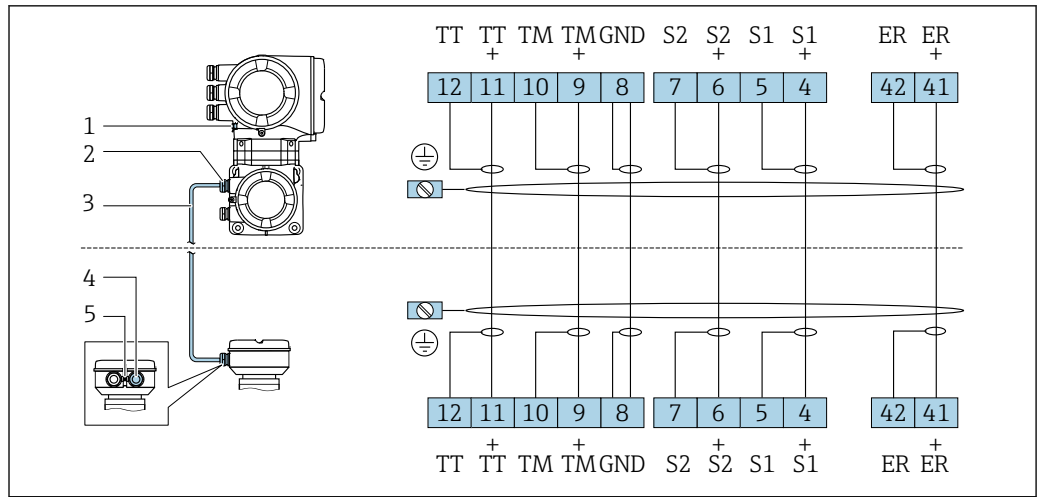 TT TT TM TM GND S2 S2 S1 S1 ER ER
+ + + + +
12 11 10 9 8 7 6 5 4 42 41
1
2
3
4
5
12 11 10 9 8 7 6 5 4 42 41
+ + + + +
TT TT TM TM GND S2 S2 S1 S1 ER ER